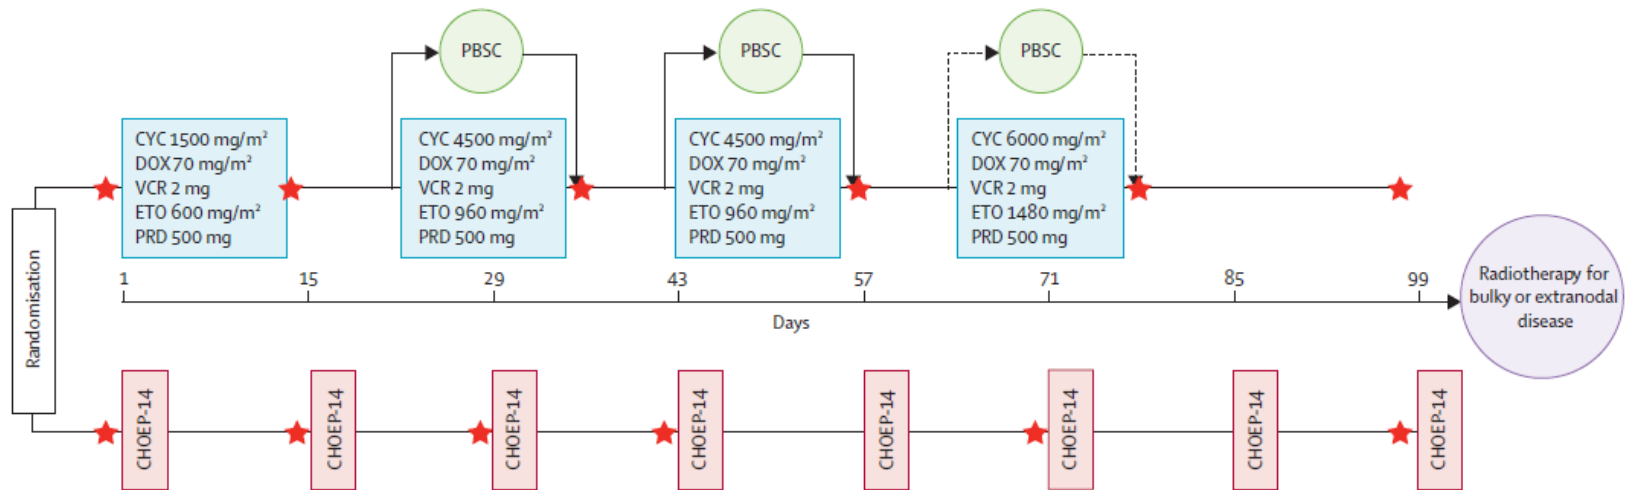 PBSC
PBSC
PBSC
CYC 1500 mg/m²
DOX 70 mg/m²
VCR 2 mg
ETO 600 mg/m²
PRD 500 mg
CYC 4500 mg/m²
DOX 70 mg/m²
VCR 2 mg
ETO 960 mg/m²
PRD 500 mg
CYC 4500 mg/m²
DOX 70 mg/m²
VCR 2 mg
ETO 960 mg/m²
PRD 500 mg
CYC 6000 mg/m²
DOX 70 mg/m²
VCR 2 mg
ETO 1480 mg/m²
PRD 500 mg
Randomisation
1 15 29 43 57 71 85 99
Days
Radiotherapy for
bulky or extranodal
disease
CHOEP-14
CHOEP-14
CHOEP-14
CHOEP-14
CHOEP-14
CHOEP-14
CHOEP-14
CHOEP-14